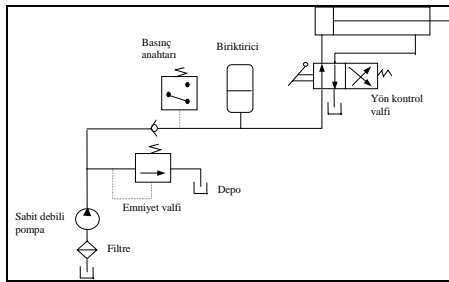 Basınç
anahtarı
Biriktirici
Yön kontrol
valfi
Depo
Emniyet valfi
Sabit debili
pompa
Filtre